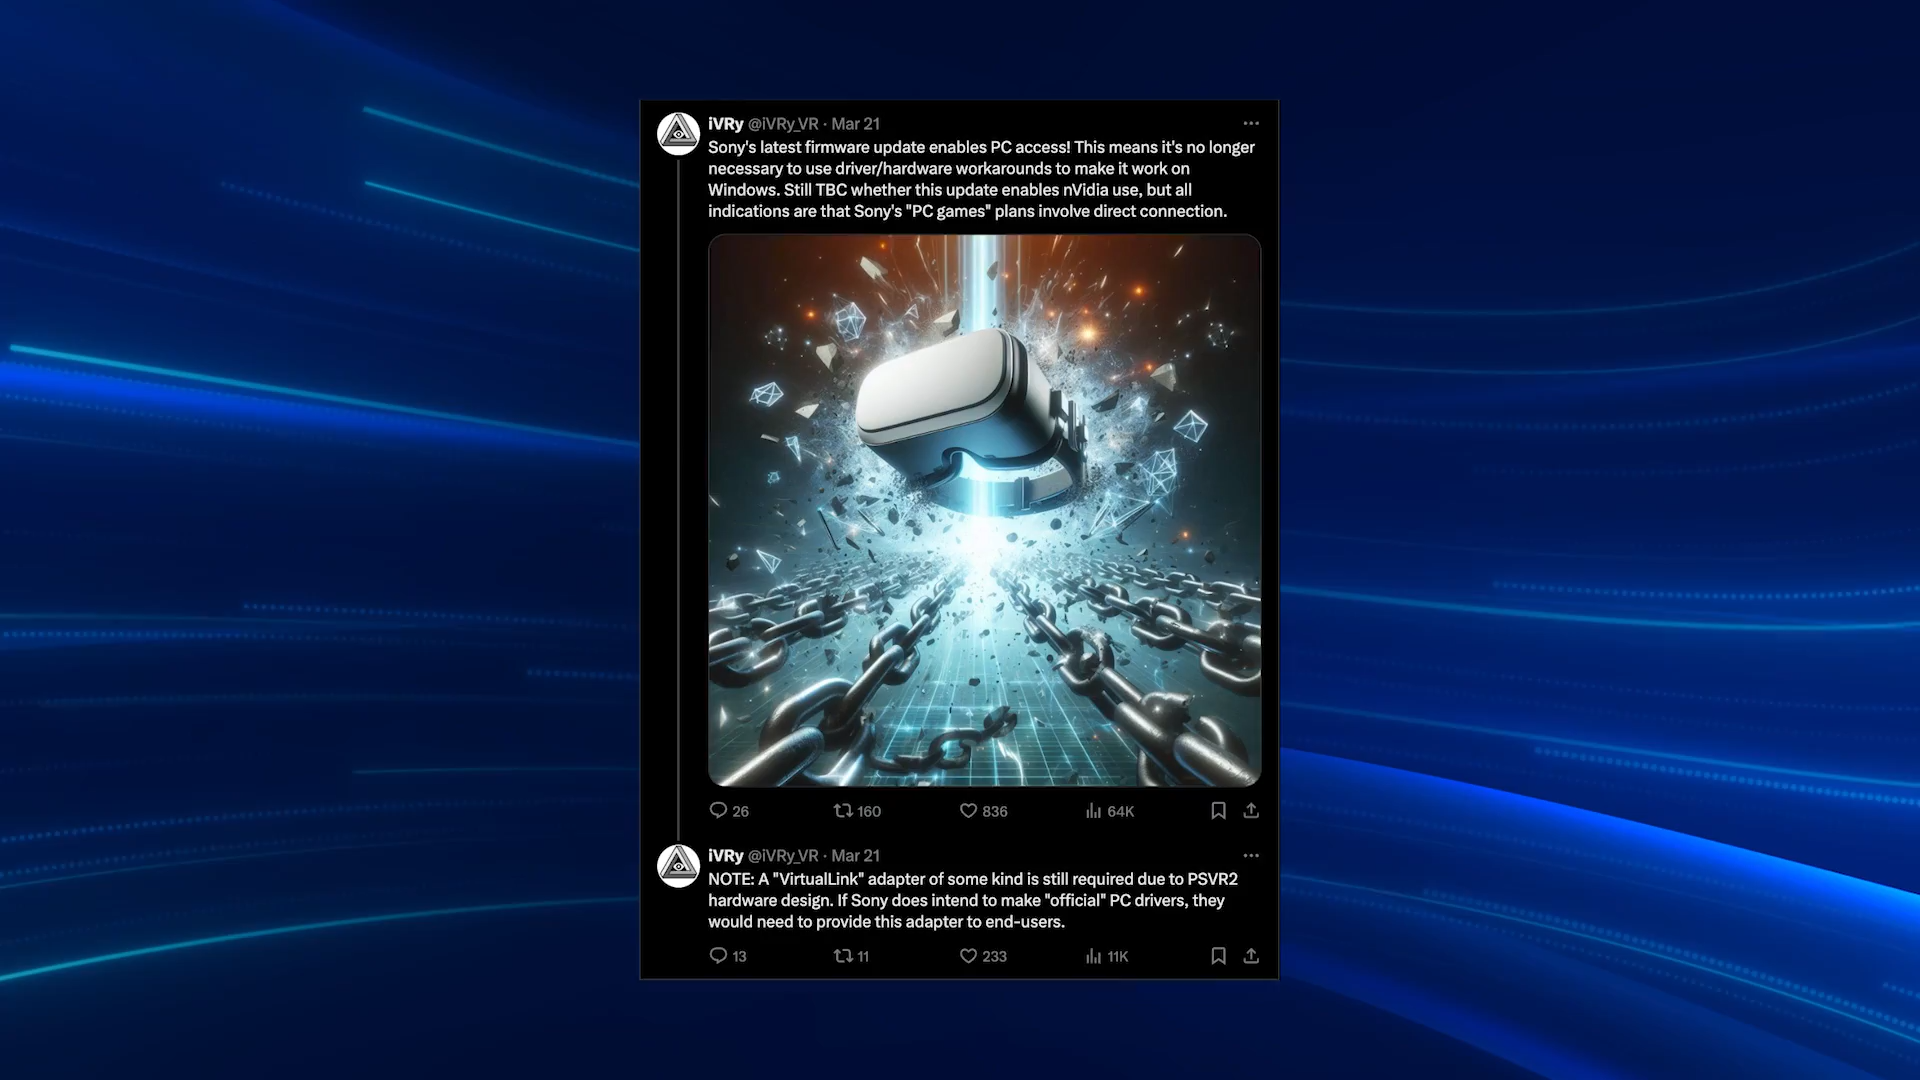 iVRy @iVRy_VR · Mar 21
Sony's latest firmware update enables PC access! This means it's no longer
necessary to use driver/hardware workarounds to make it work on
Windows. Still TBC whether this update enables nVidia use, but all
indications are that Sony's "PC games" plans involve direct connection.
26 160 836 64K
iVRy @iVRy_VR · Mar 21
NOTE: A "VirtualLink" adapter of some kind is still required due to PSVR2
hardware design. If Sony does intend to make "official" PC drivers, they
would need to provide this adapter to end-users.
13 11 233 11K